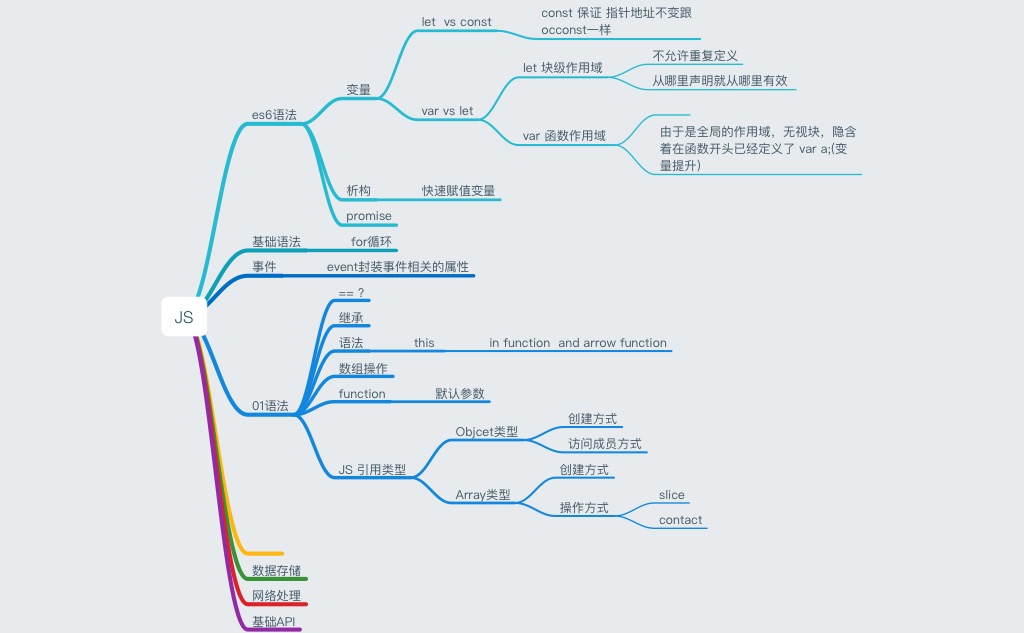 const 保证 指针地址不变跟
occonst一样
let vs const
不允许重复定义
let 块级作用域
从哪里声明就从哪里有效
变量
var vs let
es6语法
var 函数作用域
由于是全局的作用域，无视块，隐含
着在函数开头已经定义了 var a;(变
量提升)
析构
快速赋值变量
promise
基础语法
for循环
事件
event封装事件相关的属性
== ?
JS
继承
语法
this
in function and arrow function
数组操作
function
默认参数
01语法
Objcet类型
创建方式
访问成员方式
JS 引用类型
Array类型
创建方式
操作方式
slice
contact
数据存储
网络处理
基础API